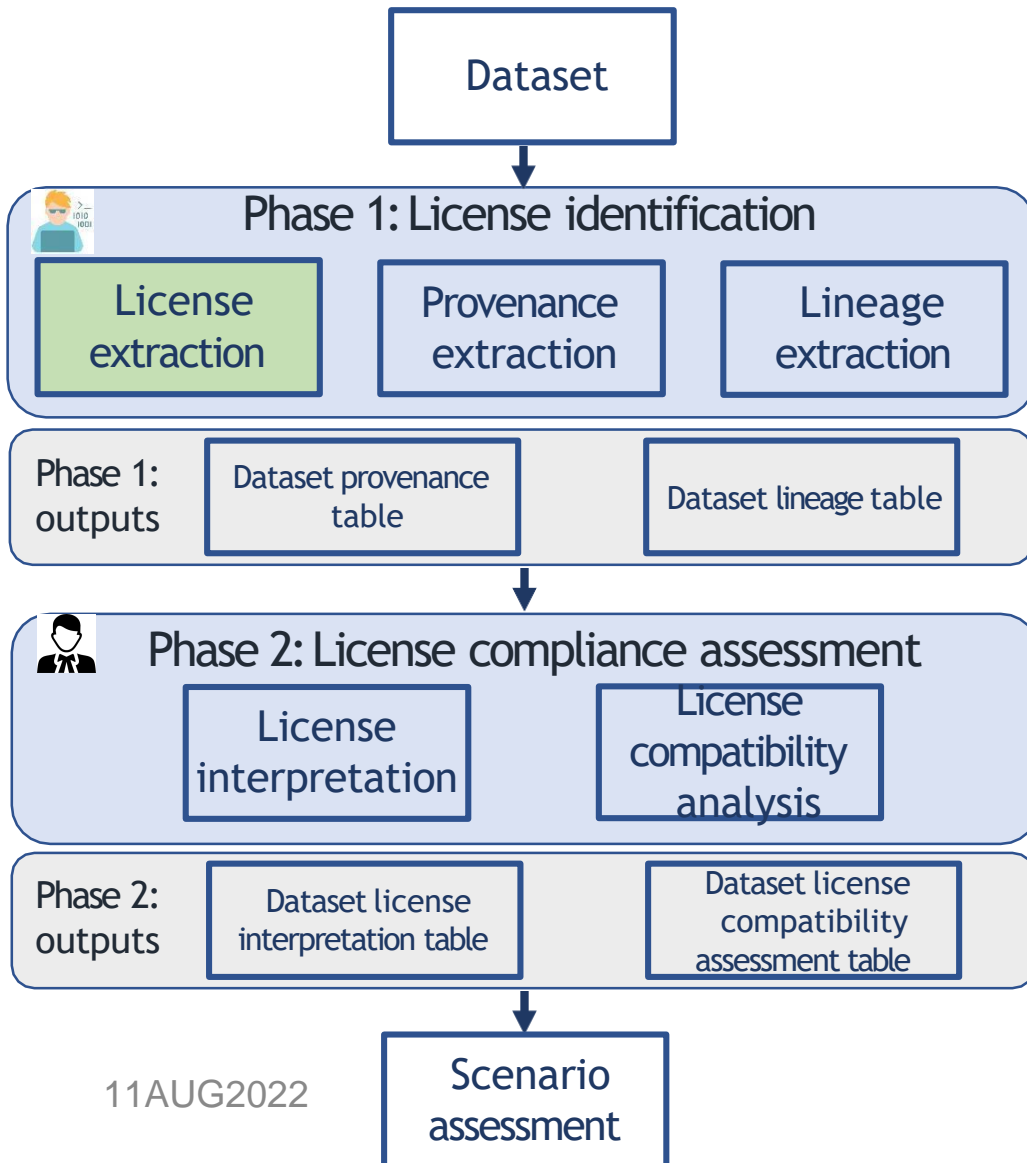 Dataset
Phase 1: License identification
>_
1010
1001
License
extraction
Provenance
extraction
Lineage
extraction
Phase 1:
outputs
Dataset provenance
table
Dataset lineage table
Phase 2: License compliance assessment
License
interpretation
License
compatibility
analysis
Phase 2:
outputs
Dataset license
interpretation table
Dataset license
compatibility
assessment table
Scenario
assessment
11AUG2022